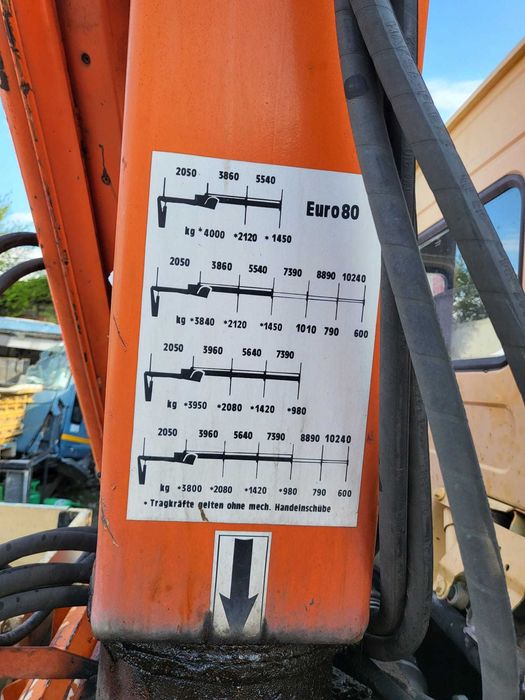 2050 3860 5540
Euro80
kg *4000 *2120 *1450
2050 3860 5540 7390 8890 10240
kg *3840 *2120 *1450 1010 790 600
2050 3960 5640 7390
kg *3950 *2080 *1420 *980
2050 3960 5640 7390 8890 10240
kg *3800 *2080 *1420 *980 790 600
* Tragkräfte gelten ohne mech. Handeinschübe